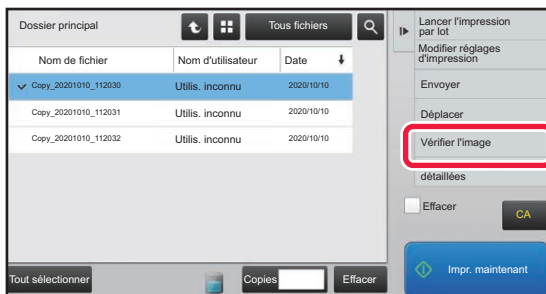 Dossier principal
Tous fichiers
Nom de fichier
Nom d'utilisateur
Date
Copy_20201010_112030
Utilis. inconnu
2020/10/10
Copy_20201010_112031
Utilis. inconnu
2020/10/10
Copy_20201010_112032
Utilis. inconnu
2020/10/10
Tout sélectionner
Copies
Effacer
Lancer l'impression
par lot
Modifier réglages
d'impression
Envoyer
Déplacer
Vérifier l'image
détaillées
Effacer
CA
Impr. maintenant